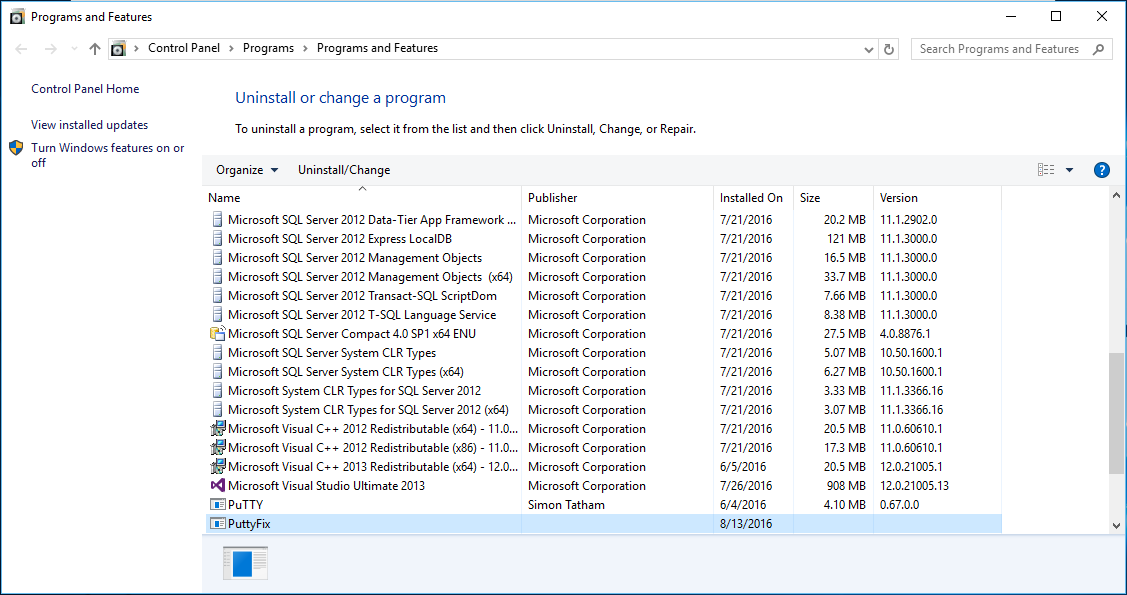 Programs and Features
Control Panel > Programs > Programs and Features
Search Programs and Features
Control Panel Home
View installed updates
Turn Windows features on or
off
Uninstall or change a program
To uninstall a program, select it from the list and then click Uninstall, Change, or Repair.
Organize Uninstall/Change ?
Name Publisher Installed On Size Version
Microsoft SQL Server 2012 Data-Tier App Framework ... Microsoft Corporation 7/21/2016 20.2 MB 11.1.2902.0
Microsoft SQL Server 2012 Express LocalDB Microsoft Corporation 7/21/2016 121 MB 11.1.3000.0
Microsoft SQL Server 2012 Management Objects Microsoft Corporation 7/21/2016 16.5 MB 11.1.3000.0
Microsoft SQL Server 2012 Management Objects (x64) Microsoft Corporation 7/21/2016 33.7 MB 11.1.3000.0
Microsoft SQL Server 2012 Transact-SQL ScriptDom Microsoft Corporation 7/21/2016 7.66 MB 11.1.3000.0
Microsoft SQL Server 2012 T-SQL Language Service Microsoft Corporation 7/21/2016 8.38 MB 11.1.3000.0
Microsoft SQL Server Compact 4.0 SP1 x64 ENU Microsoft Corporation 7/21/2016 27.5 MB 4.0.8876.1
Microsoft SQL Server System CLR Types Microsoft Corporation 7/21/2016 5.07 MB 10.50.1600.1
Microsoft SQL Server System CLR Types (x64) Microsoft Corporation 7/21/2016 6.27 MB 10.50.1600.1
Microsoft System CLR Types for SQL Server 2012 Microsoft Corporation 7/21/2016 3.33 MB 11.1.3366.16
Microsoft System CLR Types for SQL Server 2012 (x64) Microsoft Corporation 7/21/2016 3.07 MB 11.1.3366.16
Microsoft Visual C++ 2012 Redistributable (x64) - 11.0... Microsoft Corporation 7/21/2016 20.5 MB 11.0.60610.1
Microsoft Visual C++ 2012 Redistributable (x86) - 11.0... Microsoft Corporation 7/21/2016 17.3 MB 11.0.60610.1
Microsoft Visual C++ 2013 Redistributable (x64) - 12.0... Microsoft Corporation 6/5/2016 20.5 MB 12.0.21005.1
Microsoft Visual Studio Ultimate 2013 Microsoft Corporation 7/26/2016 908 MB 12.0.21005.13
PuTTY Simon Tatham 6/4/2016 4.10 MB 0.67.0.0
PuttyFix 8/13/2016